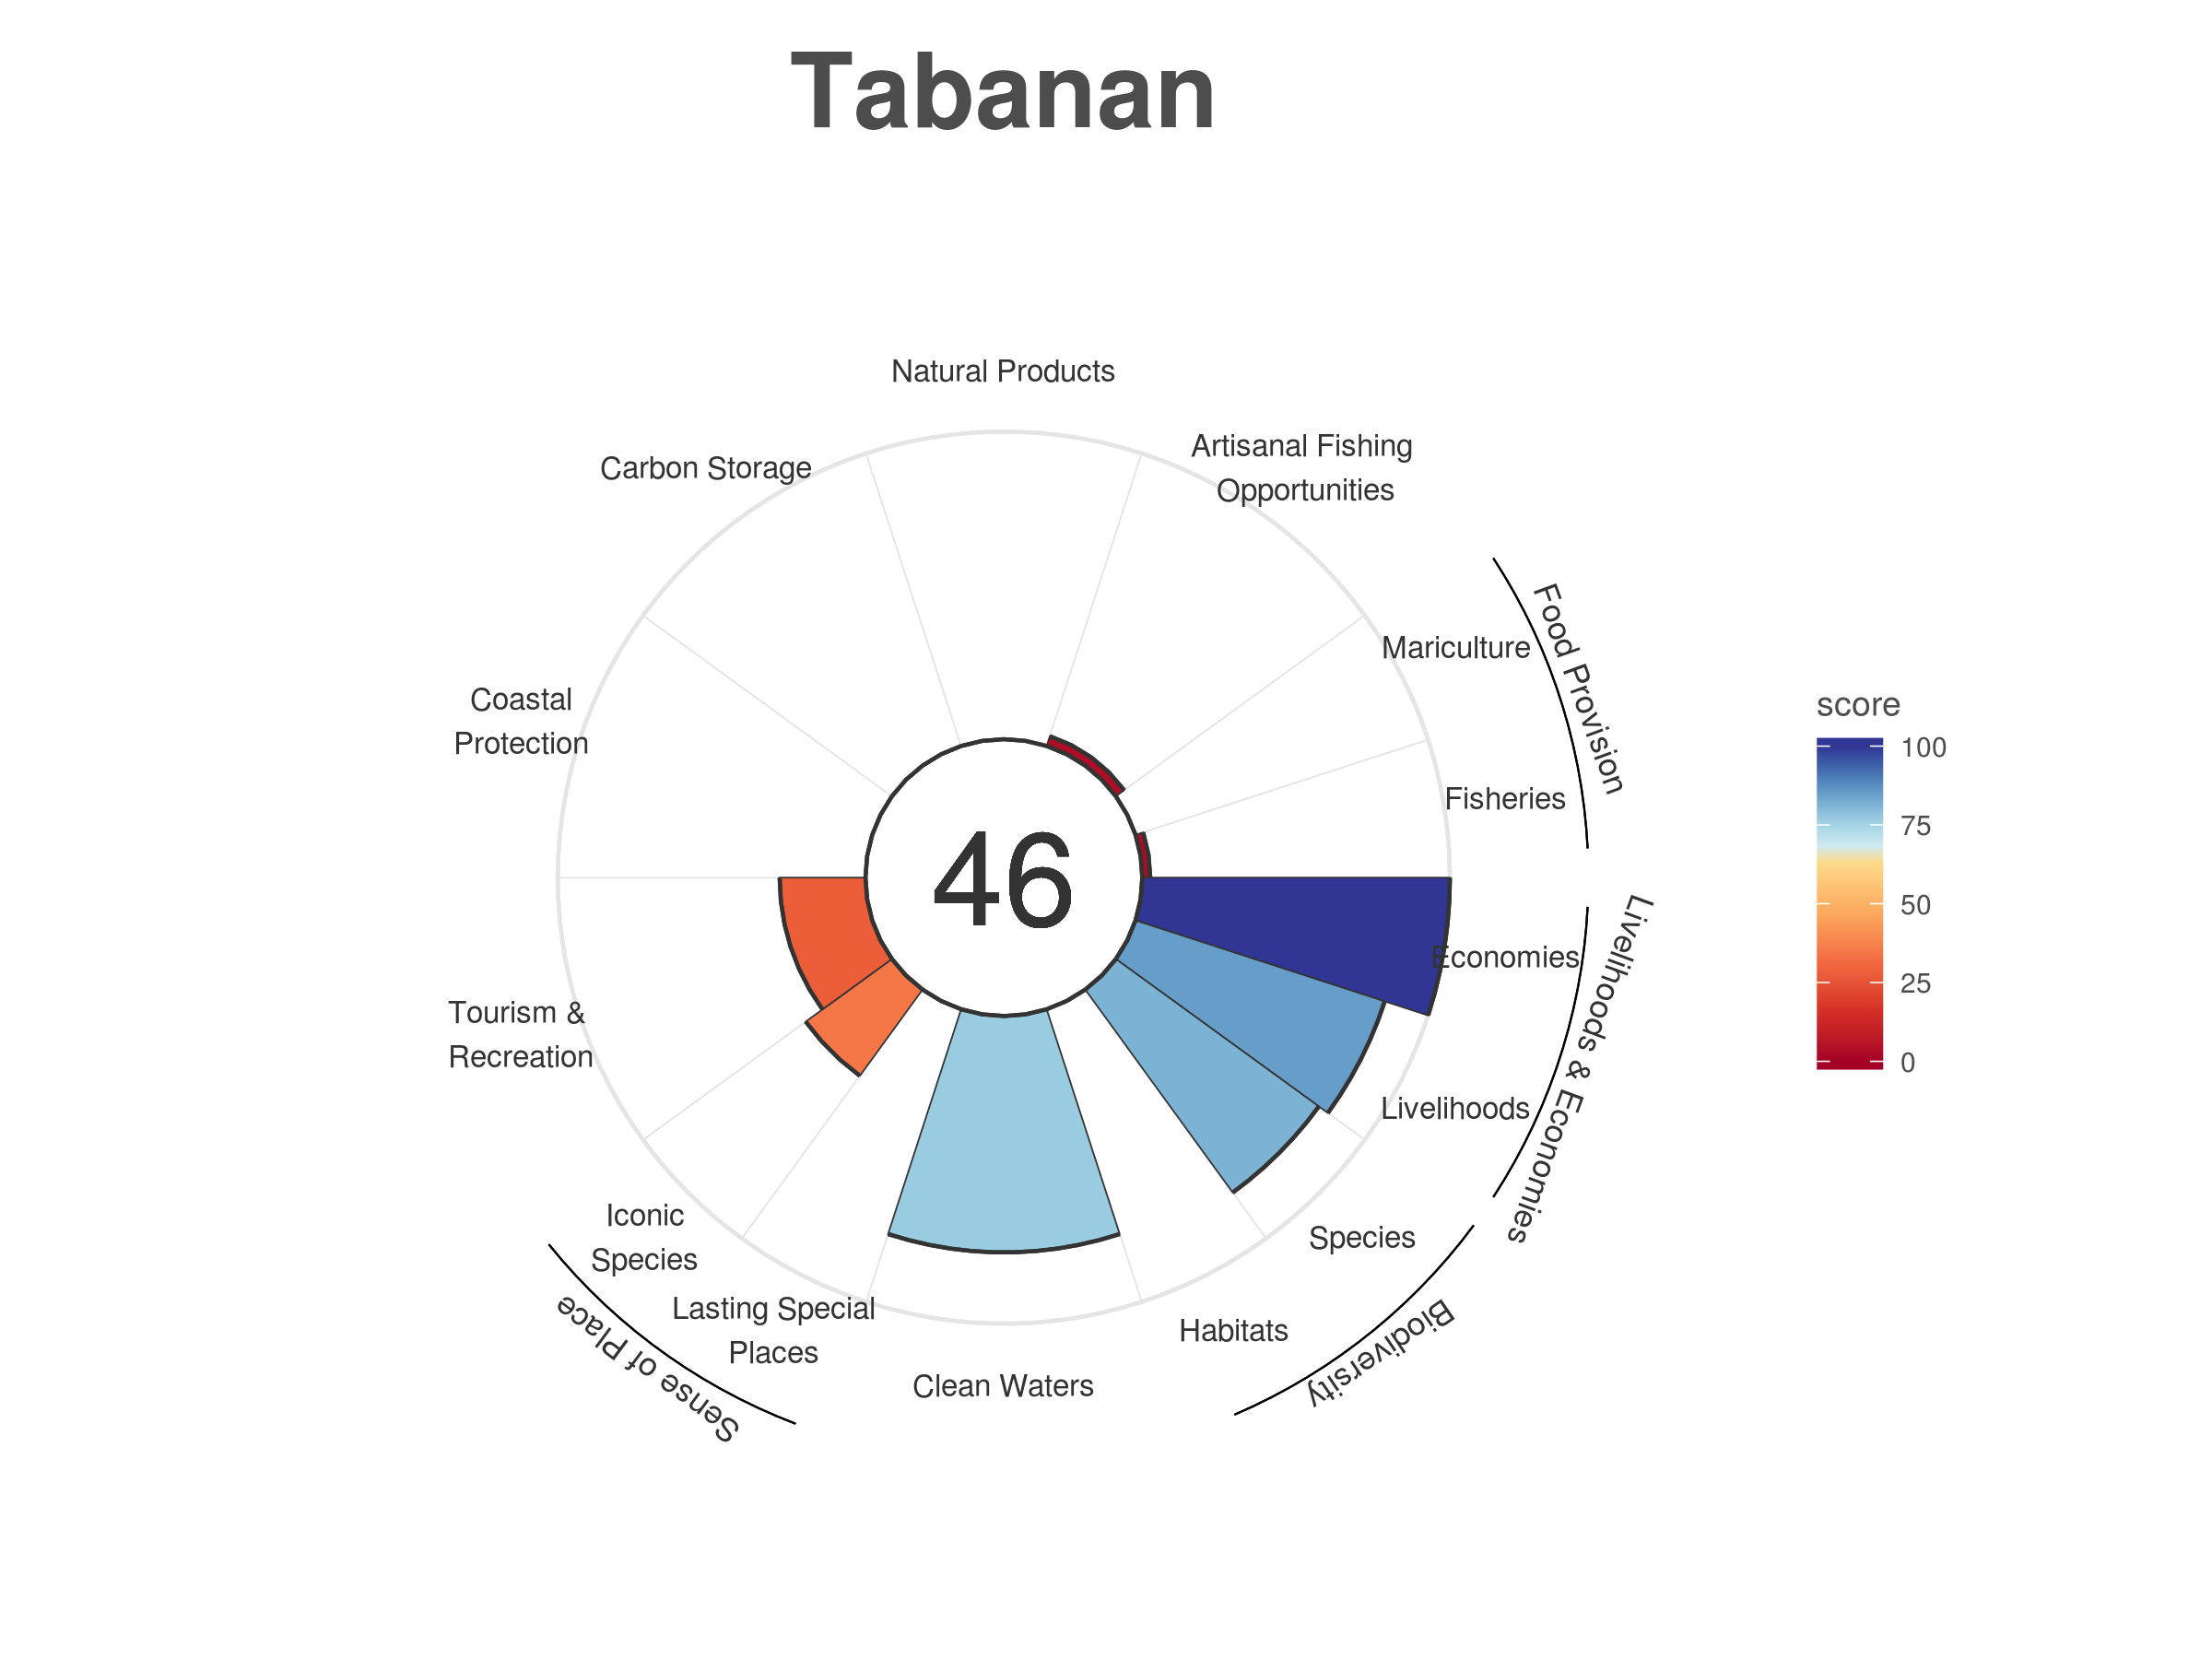 Tabanan
Natural Products
Artisanal Fishing
Opportunities
Carbon Storage
Mariculture
Food Provision
Fisheries
Coastal
Protection
46
Economies
Livelihoods & Economies
Livelihoods
Tourism &
Recreation
Species
Iconic
Species
Habitats
Biodiversity
Lasting Special
Places
Sense of Place
Clean Waters
score
100
75
50
25
0